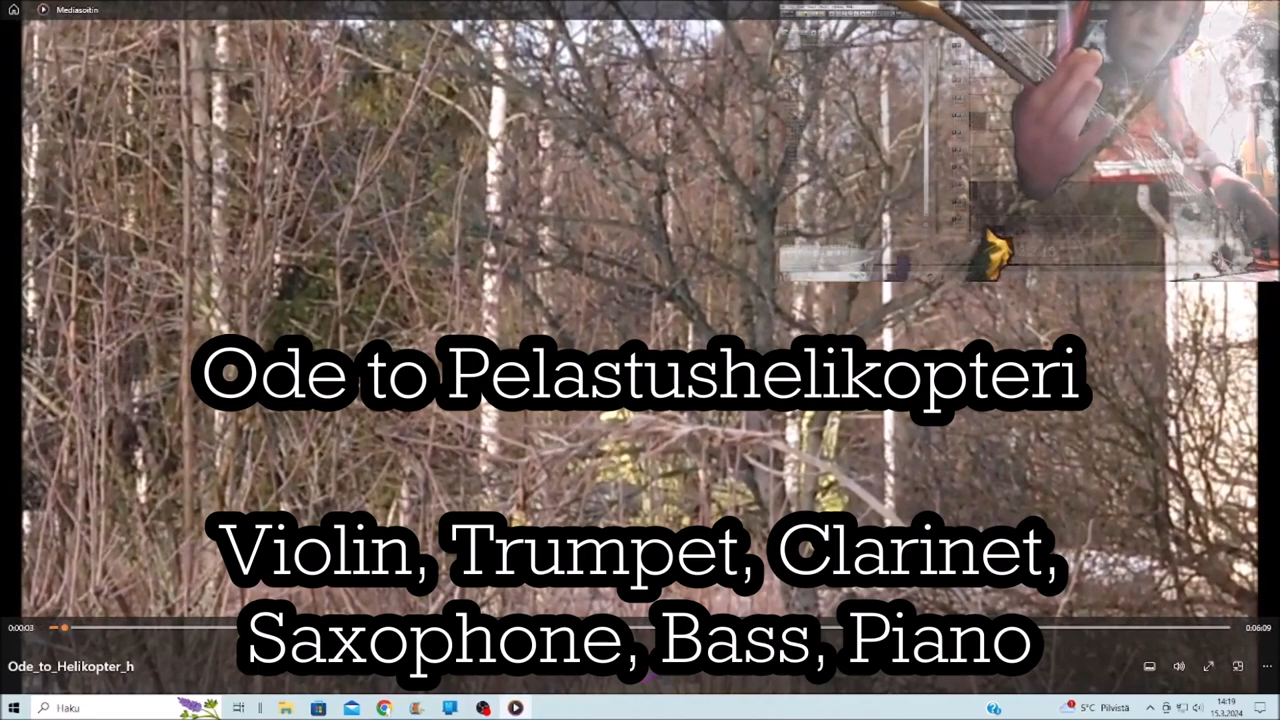 Mediasoitin
Ode to Pelastushelikopteri
Violin, Trumpet, Clarinet,
Saxophone, Bass, Piano
0:00:03
0:06:09
Ode_to_Helikopter_h
Haku
5°C Pilvistä
14:19
15.3.2024